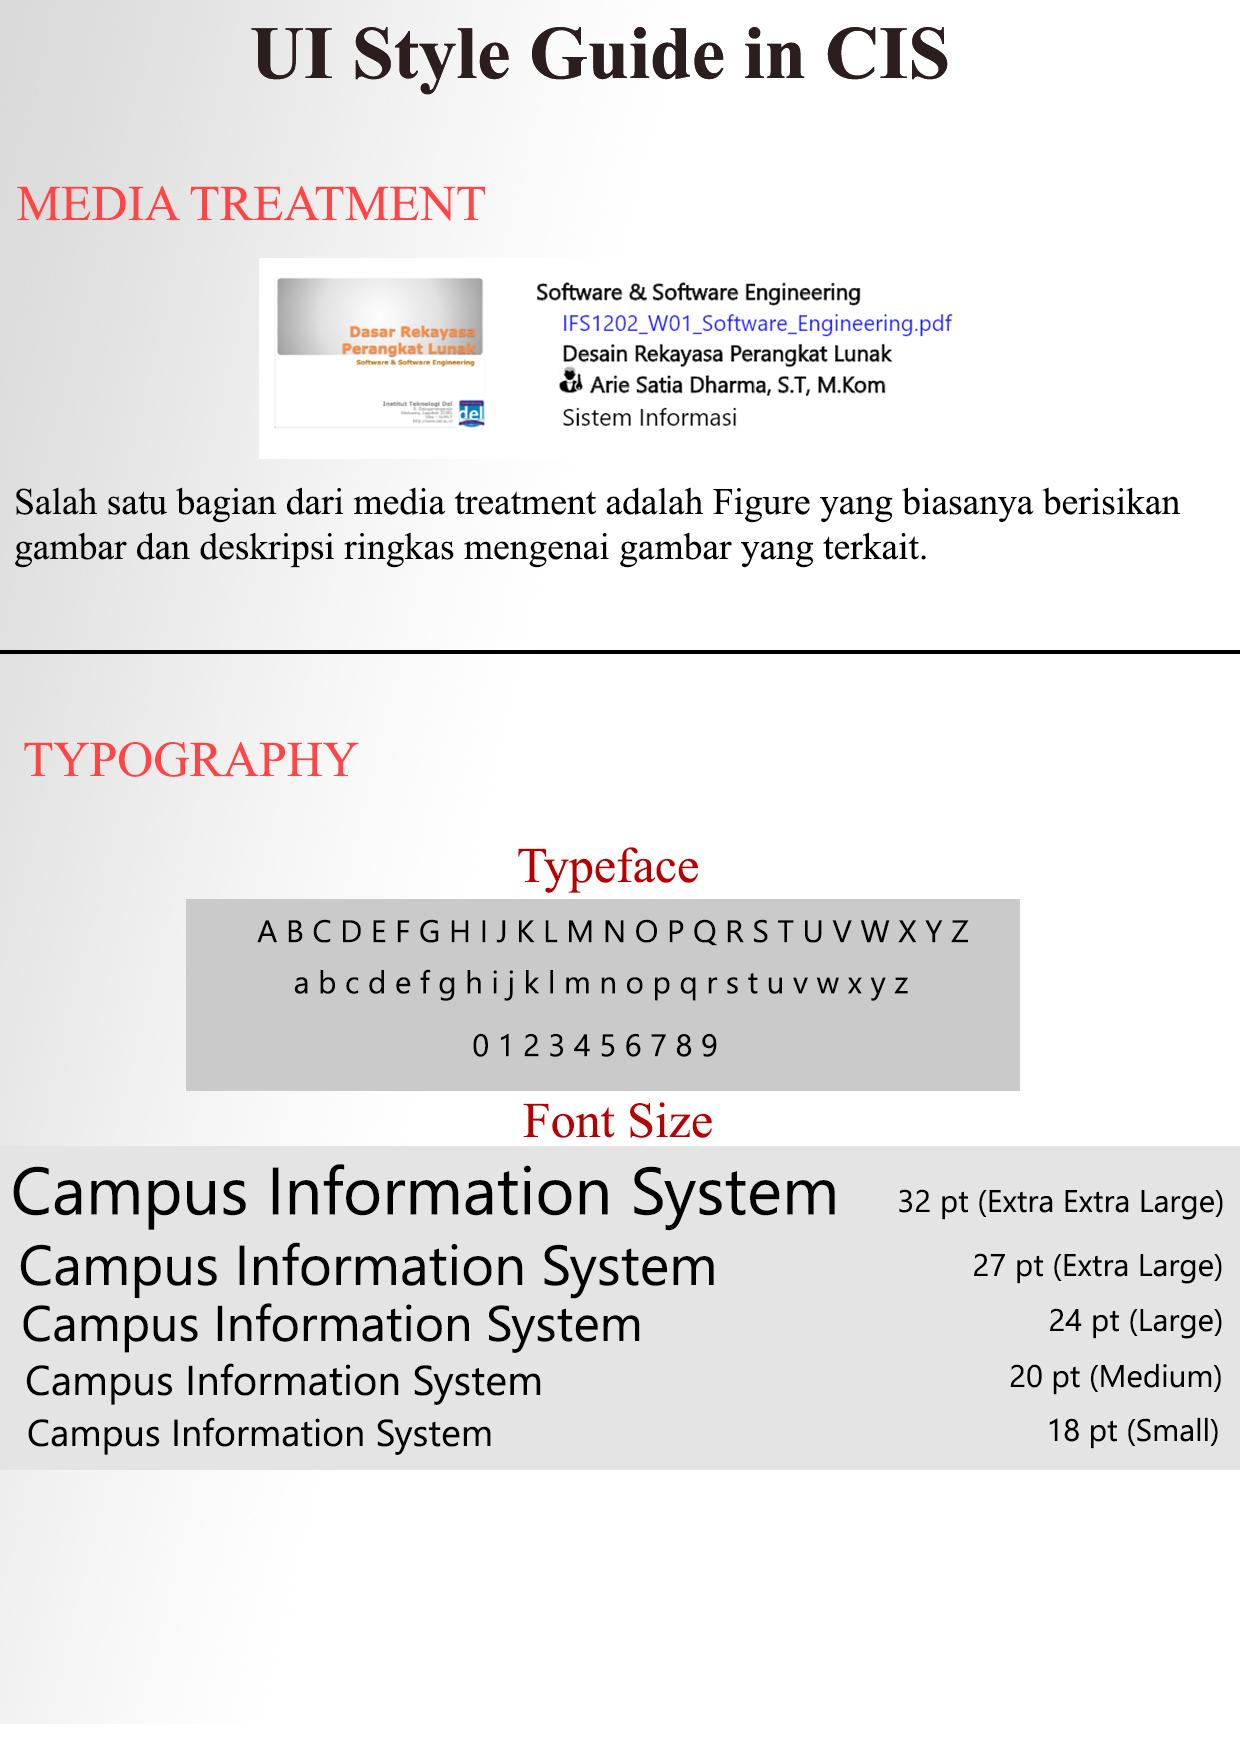 UI Style Guide in CIS
MEDIA TREATMENT
Dasar Rekayasa
Perangkat Lunak
Software & Software Engineering
Institut Teknologi Del
del
Software & Software Engineering
IFS1202_W01_Software_Engineering.pdf
Desain Rekayasa Perangkat Lunak
Arie Satia Dharma, S.T, M.Kom
Sistem Informasi
Salah satu bagian dari media treatment adalah Figure yang biasanya berisikan
gambar dan deskripsi ringkas mengenai gambar yang terkait.
TYPOGRAPHY
Typeface
A B C D E F G H I J K L M N O P Q R S T U V W X Y Z
a b c d e f g h i j k l m n o p q r s t u v w x y z
0 1 2 3 4 5 6 7 8 9
Font Size
Campus Information System 32 pt (Extra Extra Large)
Campus Information System 27 pt (Extra Large)
Campus Information System 24 pt (Large)
Campus Information System 20 pt (Medium)
Campus Information System 18 pt (Small)